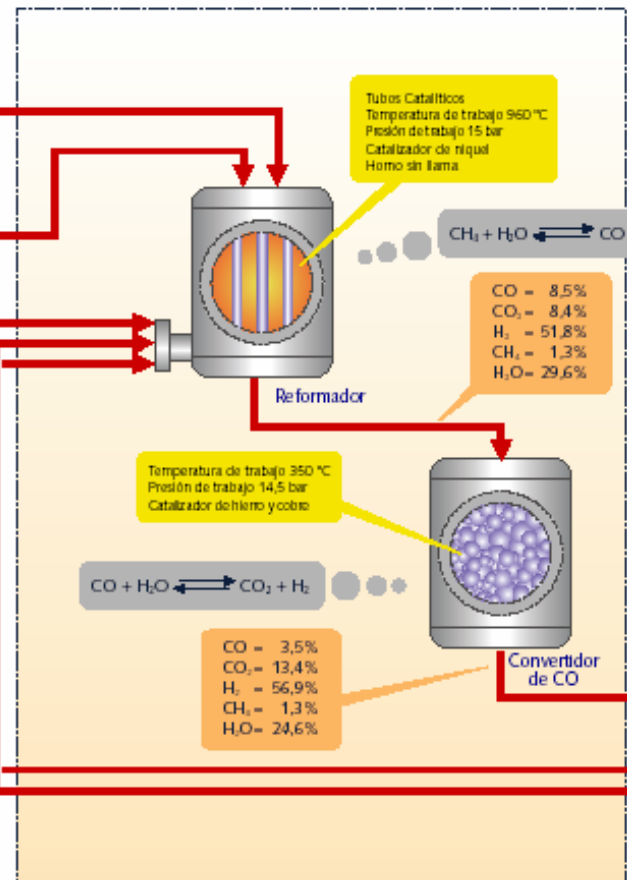 Tubos Catalíticos
Temperatura de trabajo 960 °C
Presión de trabajo 15 bar
Catalizador de niquel
Horno sin llama
CH₄ + H₂O ⇌ CO
CO = 8,5%
CO₂ = 8,4%
H₂ = 51,8%
CH₄ = 1,3%
H₂O = 29,6%
Reformador
Temperatura de trabajo 350 °C
Presión de trabajo 14,5 bar
Catalizador de hierro y cobre
CO + H₂O ⇌ CO₂ + H₂
CO = 3,5%
CO₂ = 13,4%
H₂ = 56,9%
CH₄ = 1,3%
H₂O = 24,6%
Convertidor
de CO